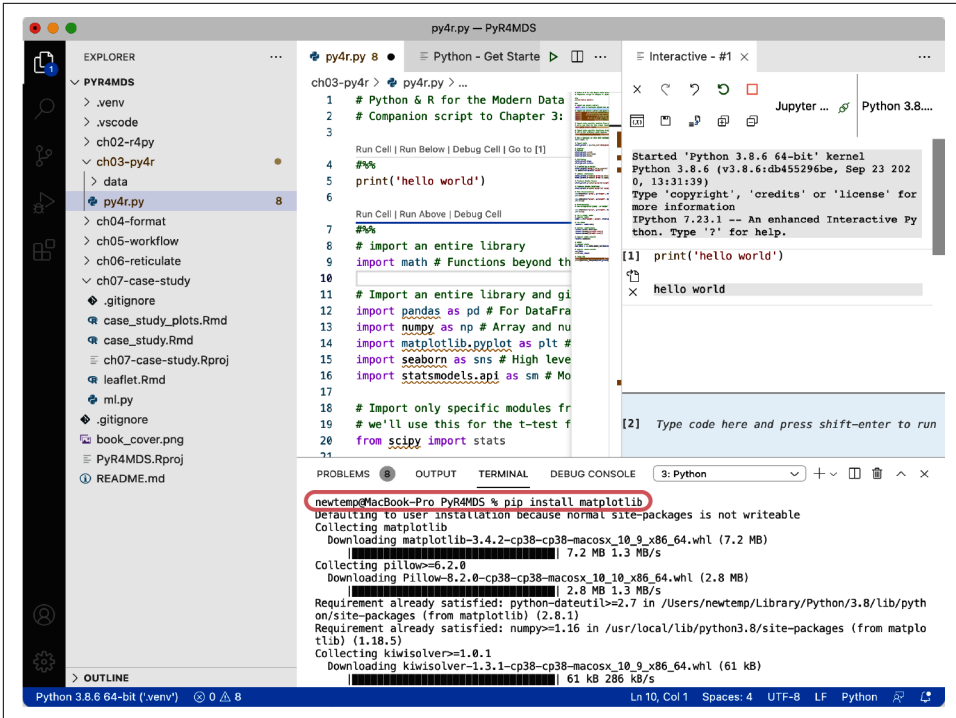 py4r.py — PyR4MDS
1
EXPLORER
PYR4MDS
.venv
.vscode
ch02-r4py
ch03-py4r
data
py4r.py 8
ch04-format
ch05-workflow
ch06-reticulate
ch07-case-study
.gitignore
case_study_plots.Rmd
case_study.Rmd
ch07-case-study.Rproj
leaflet.Rmd
ml.py
.gitignore
book_cover.png
PyR4MDS.Rproj
README.md
OUTLINE
py4r.py 8
Python - Get Starte
ch03-py4r > py4r.py > ...
1 # Python & R for the Modern Data
2 # Companion script to Chapter 3:
3
Run Cell | Run Below | Debug Cell | Go to [1]
4 #%%
5 print('hello world')
6
Run Cell | Run Above | Debug Cell
7 #%%
8 # import an entire library
9 import math # Functions beyond th
10
11 # Import an entire library and gi
12 import pandas as pd # For DataFra
13 import numpy as np # Array and nu
14 import matplotlib.pyplot as plt #
15 import seaborn as sns # High leve
16 import statsmodels.api as sm # Mo
17
18 # Import only specific modules fr
19 # we'll use this for the t-test f
20 from scipy import stats
21
Interactive - #1
Jupyter ...
Python 3.8....
Started 'Python 3.8.6 64-bit' kernel
Python 3.8.6 (v3.8.6:db455296be, Sep 23 202
0, 13:31:39)
Type 'copyright', 'credits' or 'license' for
more information
IPython 7.23.1 -- An enhanced Interactive Py
thon. Type '?' for help.
[1] print('hello world')
hello world
[2] Type code here and press shift-enter to run
PROBLEMS 8 OUTPUT TERMINAL DEBUG CONSOLE 3: Python
newtemp@MacBook-Pro PyR4MDS % pip install matplotlib
Defaulting to user installation because normal site-packages is not writeable
Collecting matplotlib
Downloading matplotlib-3.4.2-cp38-cp38-macosx_10_9_x86_64.whl (7.2 MB)
| 7.2 MB 1.3 MB/s
Collecting pillow>=6.2.0
Downloading Pillow-8.2.0-cp38-cp38-macosx_10_10_x86_64.whl (2.8 MB)
| 2.8 MB 1.3 MB/s
Requirement already satisfied: python-dateutil>=2.7 in /Users/newtemp/Library/Python/3.8/lib/pyth
on/site-packages (from matplotlib) (2.8.1)
Requirement already satisfied: numpy>=1.16 in /usr/local/lib/python3.8/site-packages (from matplo
tlib) (1.18.5)
Collecting kiwisolver>=1.0.1
Downloading kiwisolver-1.3.1-cp38-cp38-macosx_10_9_x86_64.whl (61 kB)
| 61 kB 286 kB/s
Python 3.8.6 64-bit ('.venv') 0 8
Ln 10, Col 1 Spaces: 4 UTF-8 LF Python